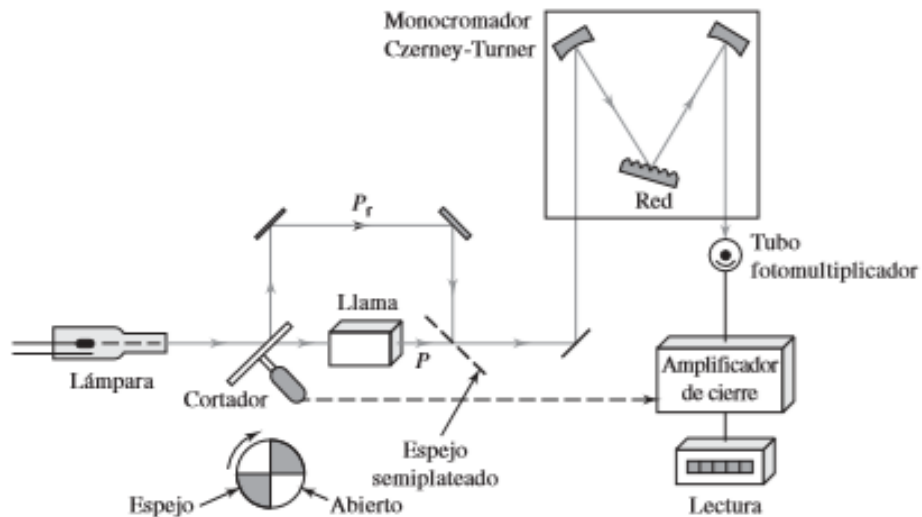 Monocromador
Czerney-Turner
Red
Pr
Tubo
fotomultiplicador
Llama
P
Lámpara
Cortador
Amplificador
de cierre
Espejo
semiplateado
Espejo
Abierto
Lectura